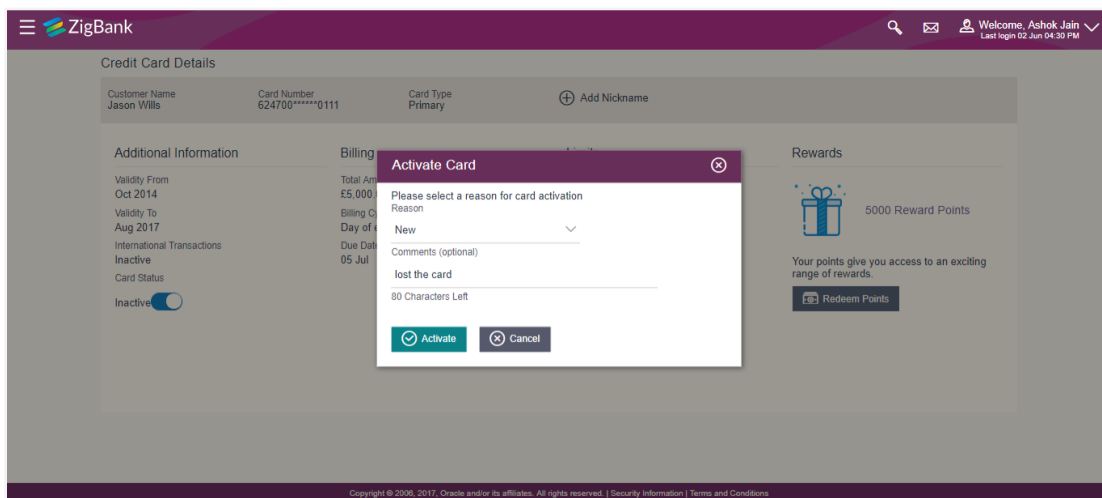 ZigBank
Welcome, Ashok Jain
Last login 02 Jun 04:30 PM
Credit Card Details
Customer Name
Jason Wills
Card Number
624700******0111
Card Type
Primary
Add Nickname
Additional Information
Validity From
Oct 2014
Validity To
Aug 2017
International Transactions
Inactive
Card Status
Inactive
Billing
Total Am
£5,000.
Billing Cy
Day of e
Due Date
05 Jul
Activate Card
Please select a reason for card activation
Reason
New
Comments (optional)
lost the card
80 Characters Left
Activate
Cancel
Rewards
5000 Reward Points
Your points give you access to an exciting
range of rewards.
Redeem Points
Copyright © 2006, 2017, Oracle and/or its affiliates. All rights reserved. | Security Information | Terms and Conditions